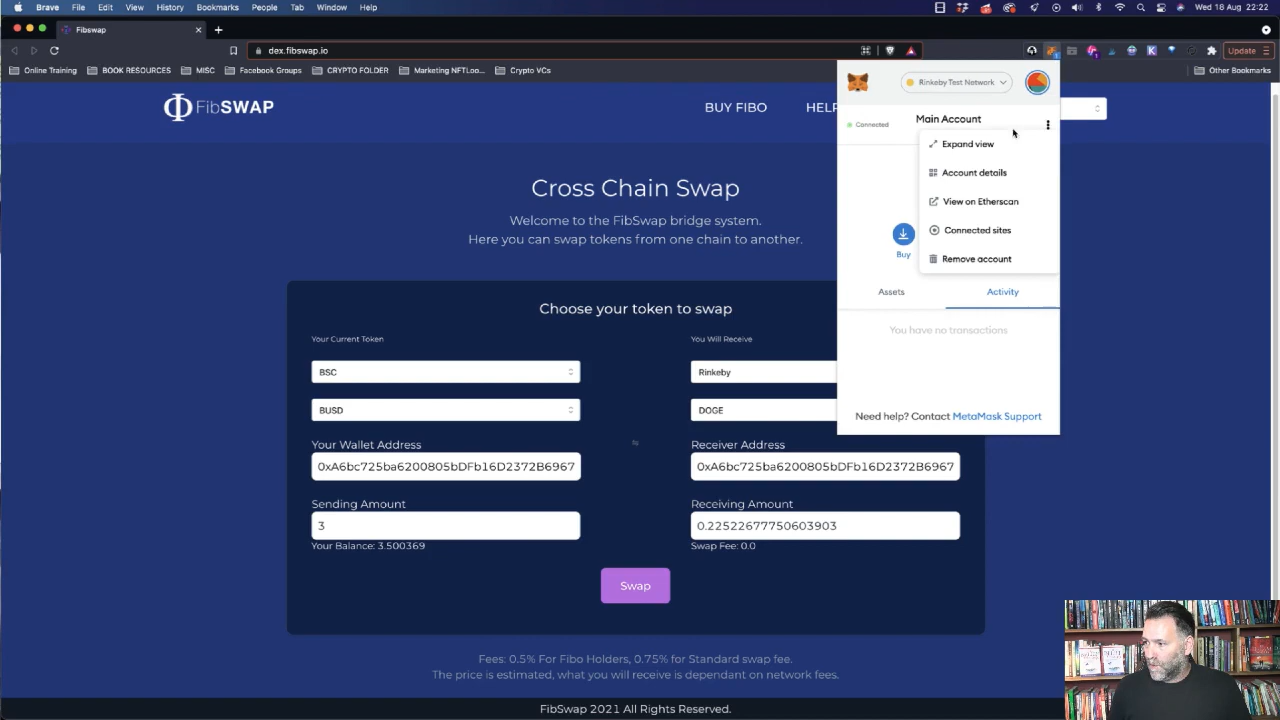 Brave File Edit View History Bookmarks People Tab Window Help
Wed 18 Aug 22:22
Fibswap
dex.fibswap.io
Update
Online Training BOOK RESOURCES MISC Facebook Groups CRYPTO FOLDER Marketing NFTLoo... Crypto VCs Other Bookmarks
FibSWAP
BUY FIBO
HELP
Rinkeby Test Network
Connected
Main Account
Expand view
Account details
View on Etherscan
Connected sites
Remove account
Buy
Assets
Activity
You have no transactions
Need help? Contact MetaMask Support
Cross Chain Swap
Welcome to the FibSwap bridge system.
Here you can swap tokens from one chain to another.
Choose your token to swap
Your Current Token
You Will Receive
BSC
Rinkeby
BUSD
DOGE
Your Wallet Address
Receiver Address
0xA6bc725ba6200805bDFb16D2372B6967
0xA6bc725ba6200805bDFb16D2372B6967
Sending Amount
Receiving Amount
3
0.22522677750603903
Your Balance: 3.500369
Swap Fee: 0.0
Swap
Fees: 0.5% For Fibo Holders, 0.75% for Standard swap fee.
The price is estimated, what you will receive is dependant on network fees.
FibSwap 2021 All Rights Reserved.